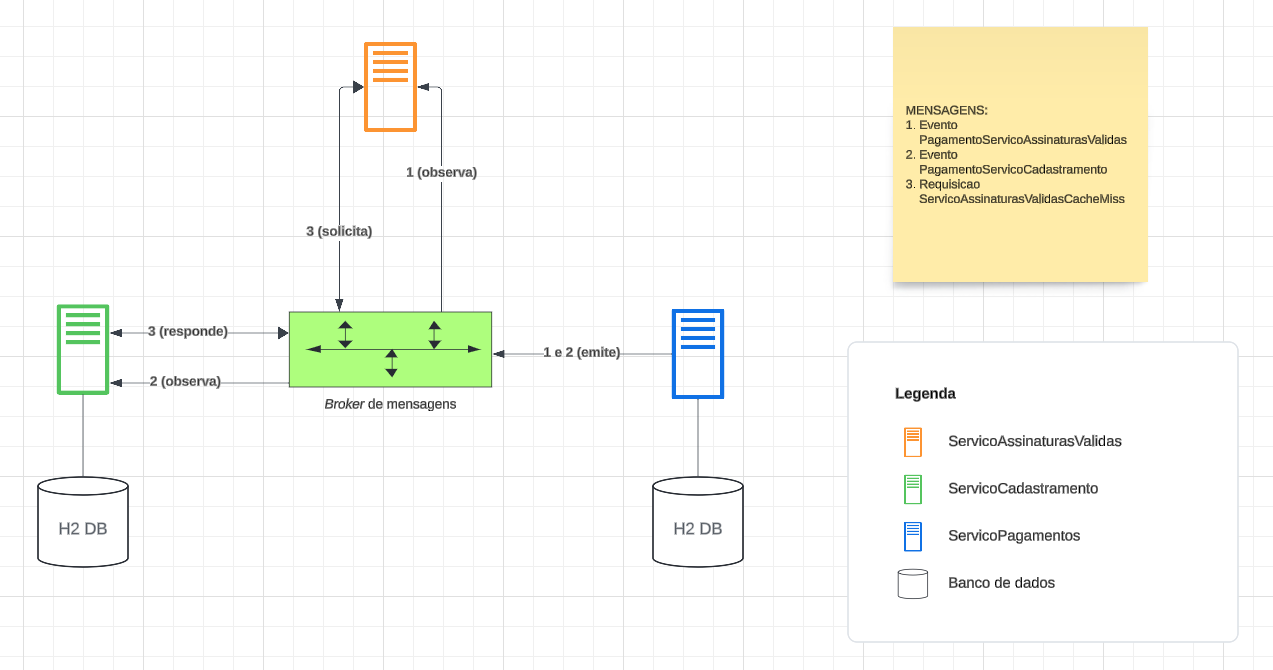 MENSAGENS:
1. Evento
PagamentoServicoAssinaturasValidas
2. Evento
PagamentoServicoCadastramento
3. Requisicao
ServicoAssinaturasValidasCacheMiss
1 (observa)
3 (solicita)
3 (responde)
2 (observa)
1 e 2 (emite)
Broker de mensagens
H2 DB
H2 DB
Legenda
ServicoAssinaturasValidas
ServicoCadastramento
ServicoPagamentos
Banco de dados